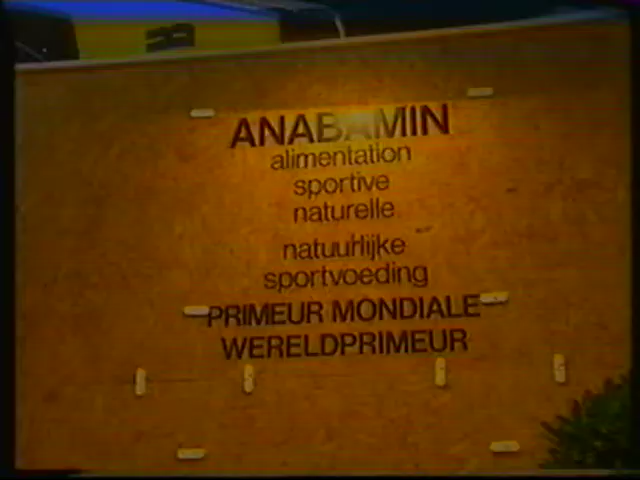 ANABAMIN
alimentation
sportive
naturelle
natuurlijke
sportvoeding
PRIMEUR MONDIALE
WERELDPRIMEUR